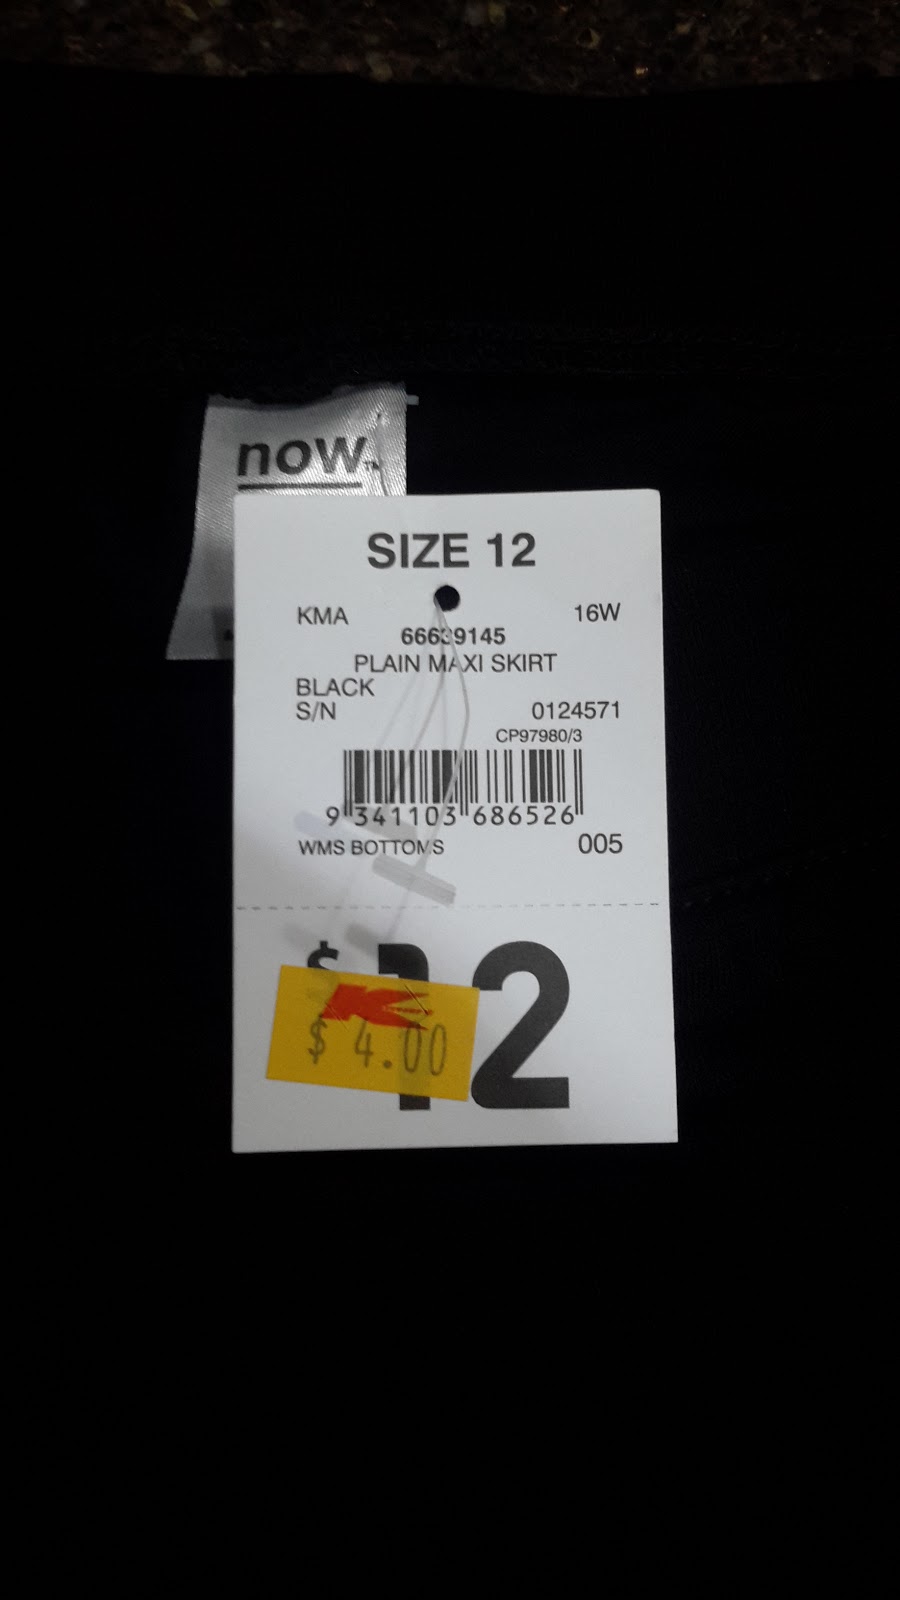 now
SIZE 12
KMA 16W
66639145
PLAIN MAXI SKIRT
BLACK
S/N 0124571
CP97980/3
9 341103 686526
WMS BOTTOMS 005
$12
K
$ 4.00